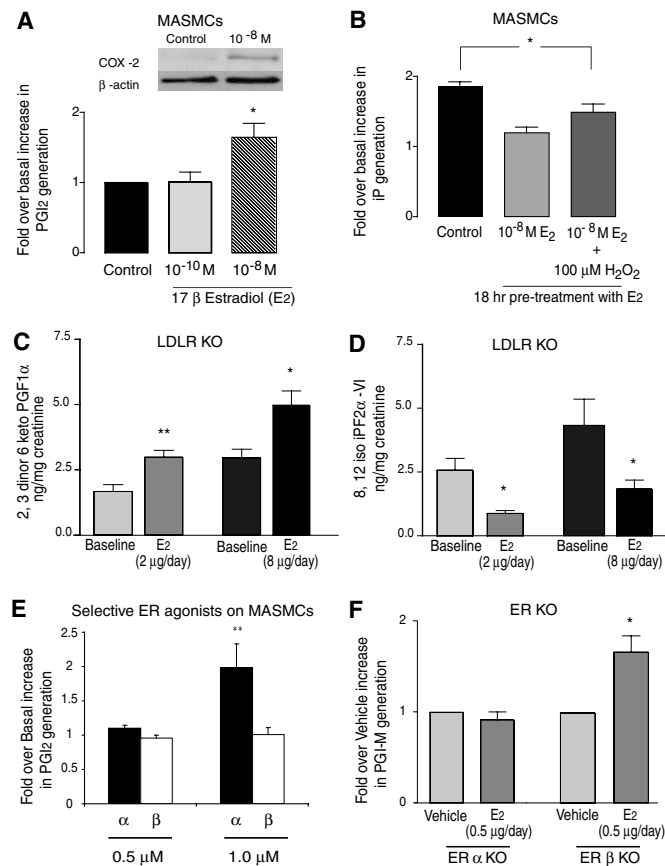 A
MASMCs
Control 10⁻⁸ M
COX -2
β -actin
Fold over basal increase in
PGI2 generation
2
1
0
*
Control 10⁻¹⁰ M 10⁻⁸ M
17 β Estradiol (E2)
B
MASMCs
*
Fold over basal increase in
iP generation
2
1
0
Control 10⁻⁸M E2 10⁻⁸M E2
+
100 μM H2O2
18 hr pre-treatment with E2
C
LDLR KO
2, 3 dinor 6 keto PGF1α
ng/mg creatinine
7.5
5.0
2.5
0.0
**
*
Baseline E2 Baseline E2
(2 μg/day) (8 μg/day)
D
LDLR KO
8, 12 iso iPF2α -VI
ng/mg creatinine
7.5
5.0
2.5
0.0
*
*
Baseline E2 Baseline E2
(2 μg/day) (8 μg/day)
E
Selective ER agonists on MASMCs
Fold over Basal increase
in PGI2 generation
2.5
2
1.5
1
0.5
0
**
α β α β
0.5 μM 1.0 μM
F
ER KO
Fold over Vehicle increase
in PGI-M generation
2
1
0
*
Vehicle E2 Vehicle E2
(0.5 μg/day) (0.5 μg/day)
ER α KO ER β KO